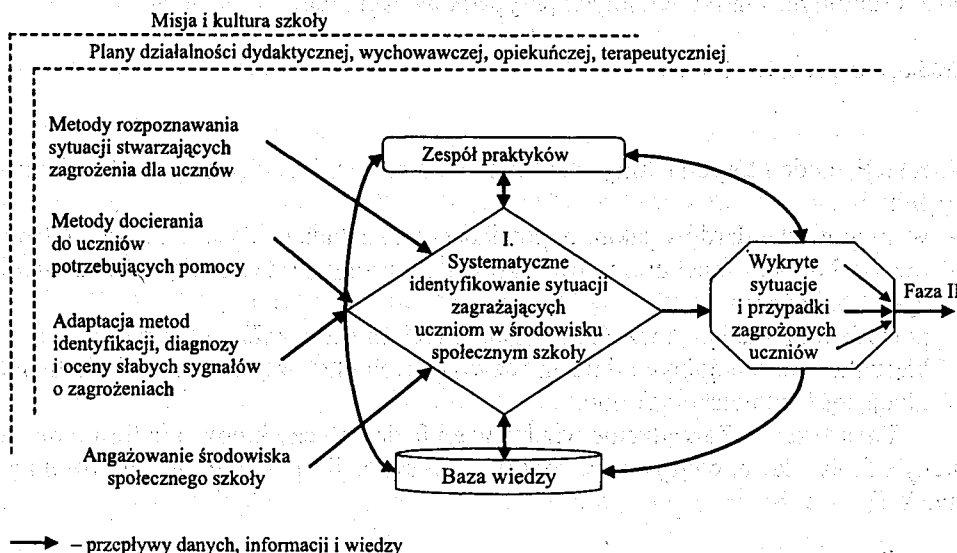 Misja i kultura szkoły
Plany działalności dydaktycznej, wychowawczej, opiekuńczej, terapeutyczniej
Metody rozpoznawania
sytuacji stwarzających
zagrożenia dla ucznów
Metody docierania
do uczniów
potrzebujących pomocy
Adaptacja metod
identyfikacji, diagnozy
i oceny słabych sygnałów
o zagrożeniach
Angażowanie środowiska
społecznego szkoły
Zespół praktyków
I.
Systematyczne
identyfikowanie sytuacji
zagrażających
uczniom w środowisku
społecznym szkoły
Baza wiedzy
Wykryte
sytuacje
i przypadki
zagrożonych
uczniów
Faza II
– przepływy danych, informacji i wiedzy